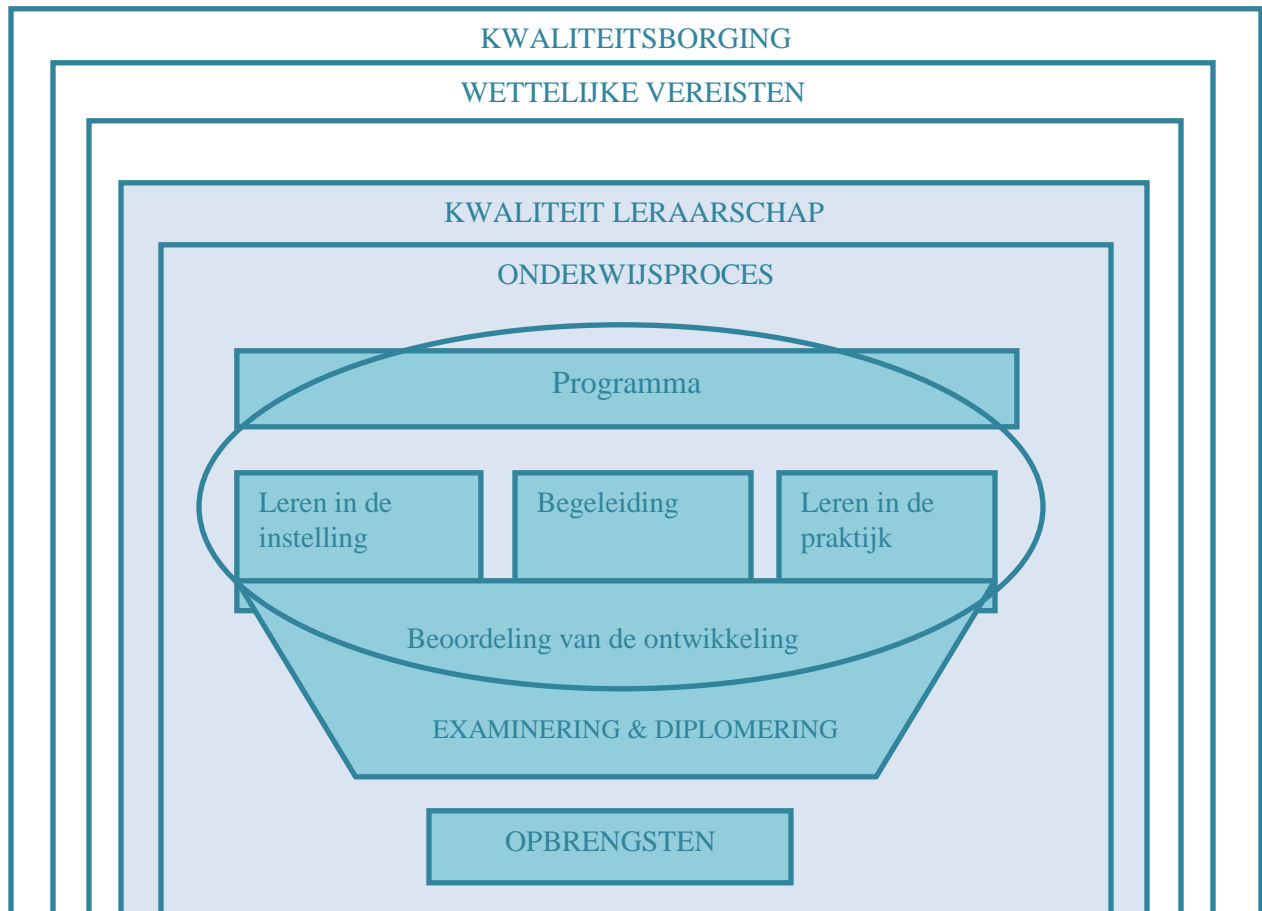 KWALITEITSBORGING
WETTELIJKE VEREISTEN
KWALITEIT LERAARSCHAP
ONDERWIJSPROCES
Programma
Leren in de
instelling
Begeleiding
Leren in de
praktijk
Beoordeling van de ontwikkeling
EXAMINERING & DIPLOMERING
OPBRENGSTEN